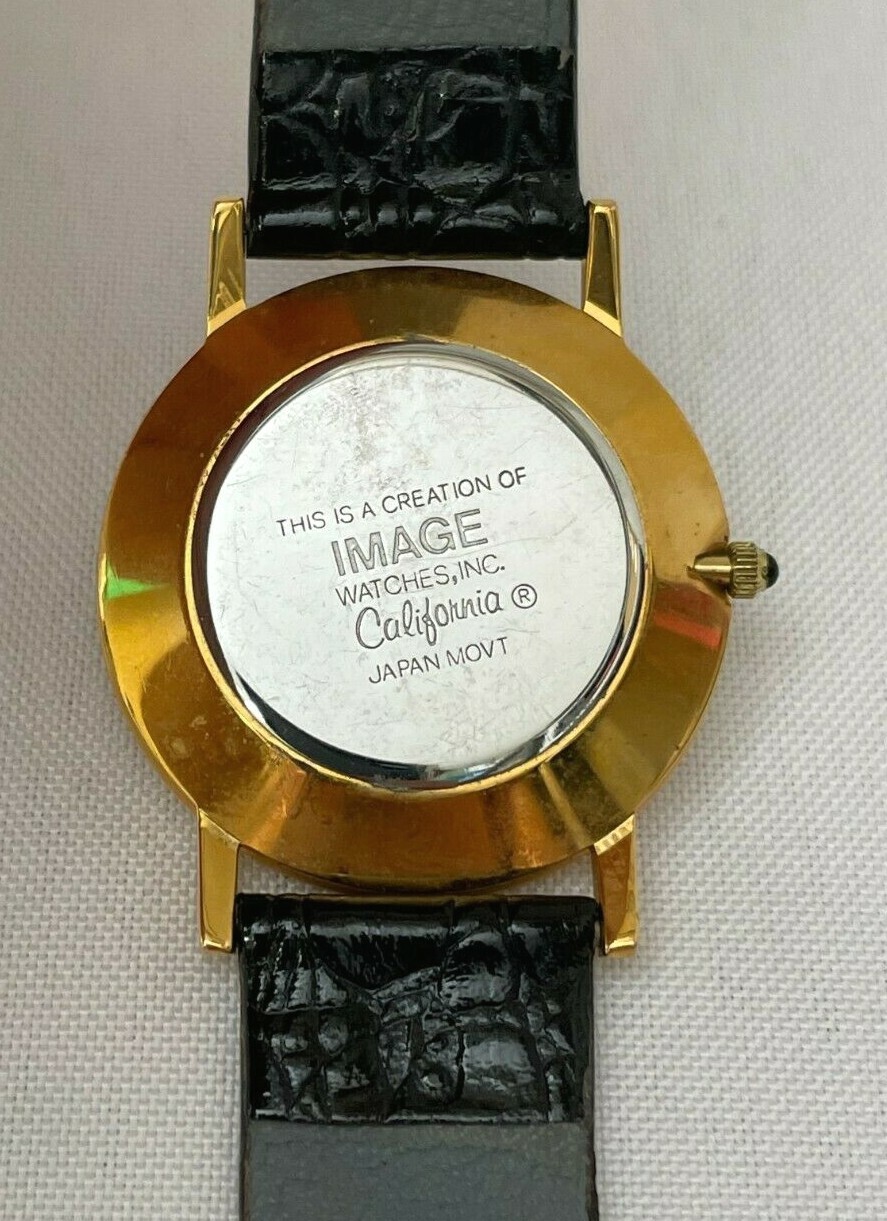 THIS IS A CREATION OF
IMAGE
WATCHES, INC.
California ®
JAPAN MOVT